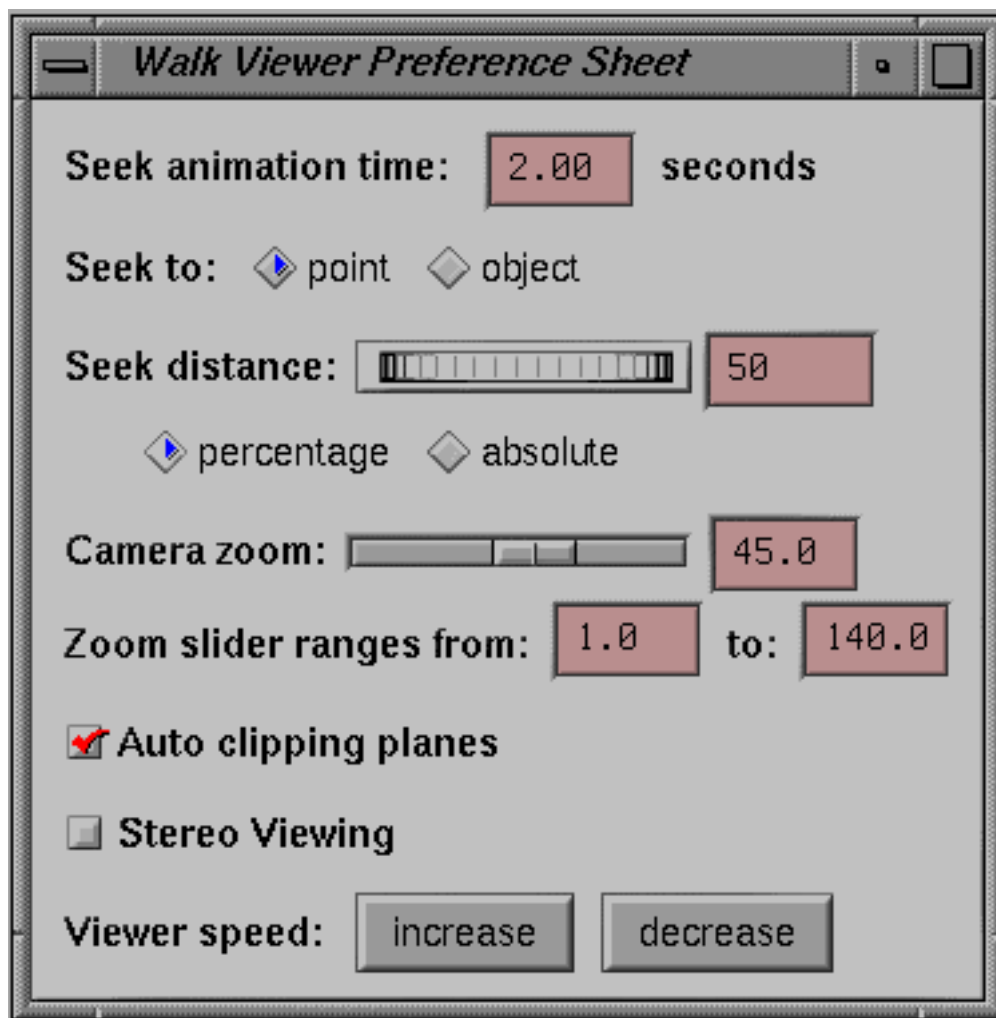 Walk Viewer Preference Sheet
Seek animation time: 2.00 seconds
Seek to: point object
Seek distance: 50
percentage absolute
Camera zoom: 45.0
Zoom slider ranges from: 1.0 to: 140.0
Auto clipping planes
Stereo Viewing
Viewer speed: increase decrease